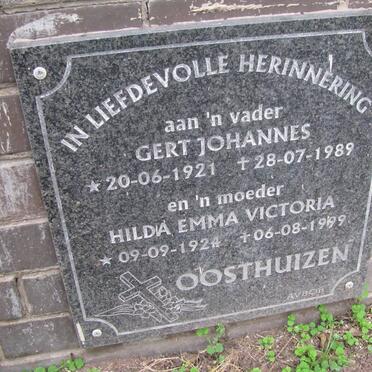 IN LIEFDEVOLLE HERINNERING
aan 'n vader
GERT JOHANNES
★ 20-06-1921 ✝ 28-07-1989
en 'n moeder
HILDA EMMA VICTORIA
★ 09-09-1924 ✝ 06-08-1999
OOSTHUIZEN